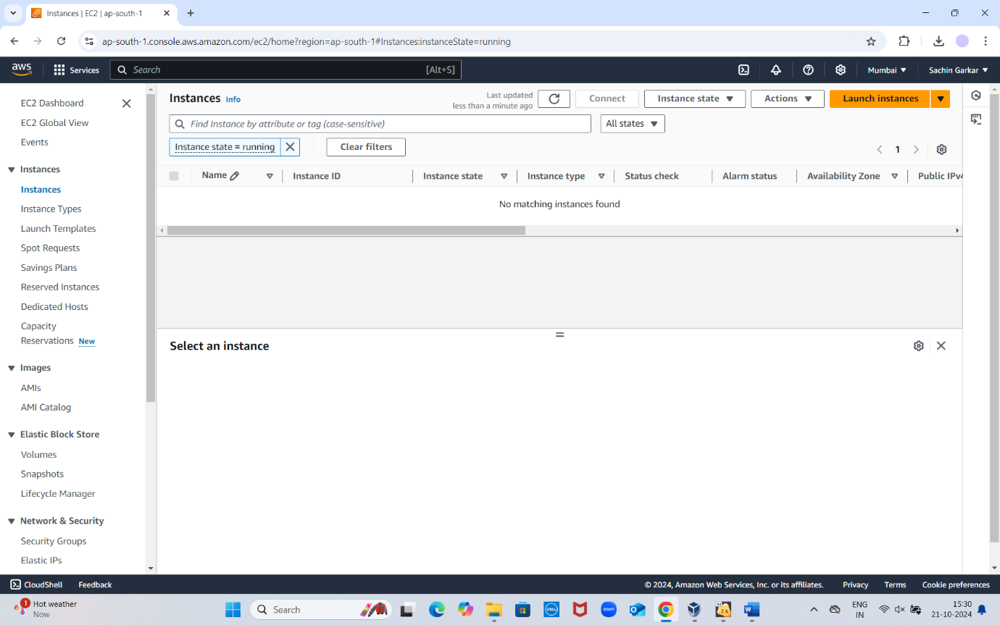 Instances | EC2 | ap-south-1
ap-south-1.console.aws.amazon.com/ec2/home?region=ap-south-1#Instances:instanceState=running
aws
Services
Search
[Alt+S]
Mumbai
Sachin Garkar
EC2 Dashboard
EC2 Global View
Events
Instances
Instances
Instance Types
Launch Templates
Spot Requests
Savings Plans
Reserved Instances
Dedicated Hosts
Capacity
Reservations New
Images
AMIs
AMI Catalog
Elastic Block Store
Volumes
Snapshots
Lifecycle Manager
Network & Security
Security Groups
Elastic IPs
Instances Info
Last updated
less than a minute ago
Connect
Instance state
Actions
Launch instances
Find Instance by attribute or tag (case-sensitive)
All states
Instance state = running
Clear filters
1
Name
Instance ID
Instance state
Instance type
Status check
Alarm status
Availability Zone
Public IPv4
No matching instances found
Select an instance
CloudShell
Feedback
© 2024, Amazon Web Services, Inc. or its affiliates.
Privacy
Terms
Cookie preferences
1
Hot weather
Now
Search
DELL
zoom
2.6
W
ENG
IN
15:30
21-10-2024